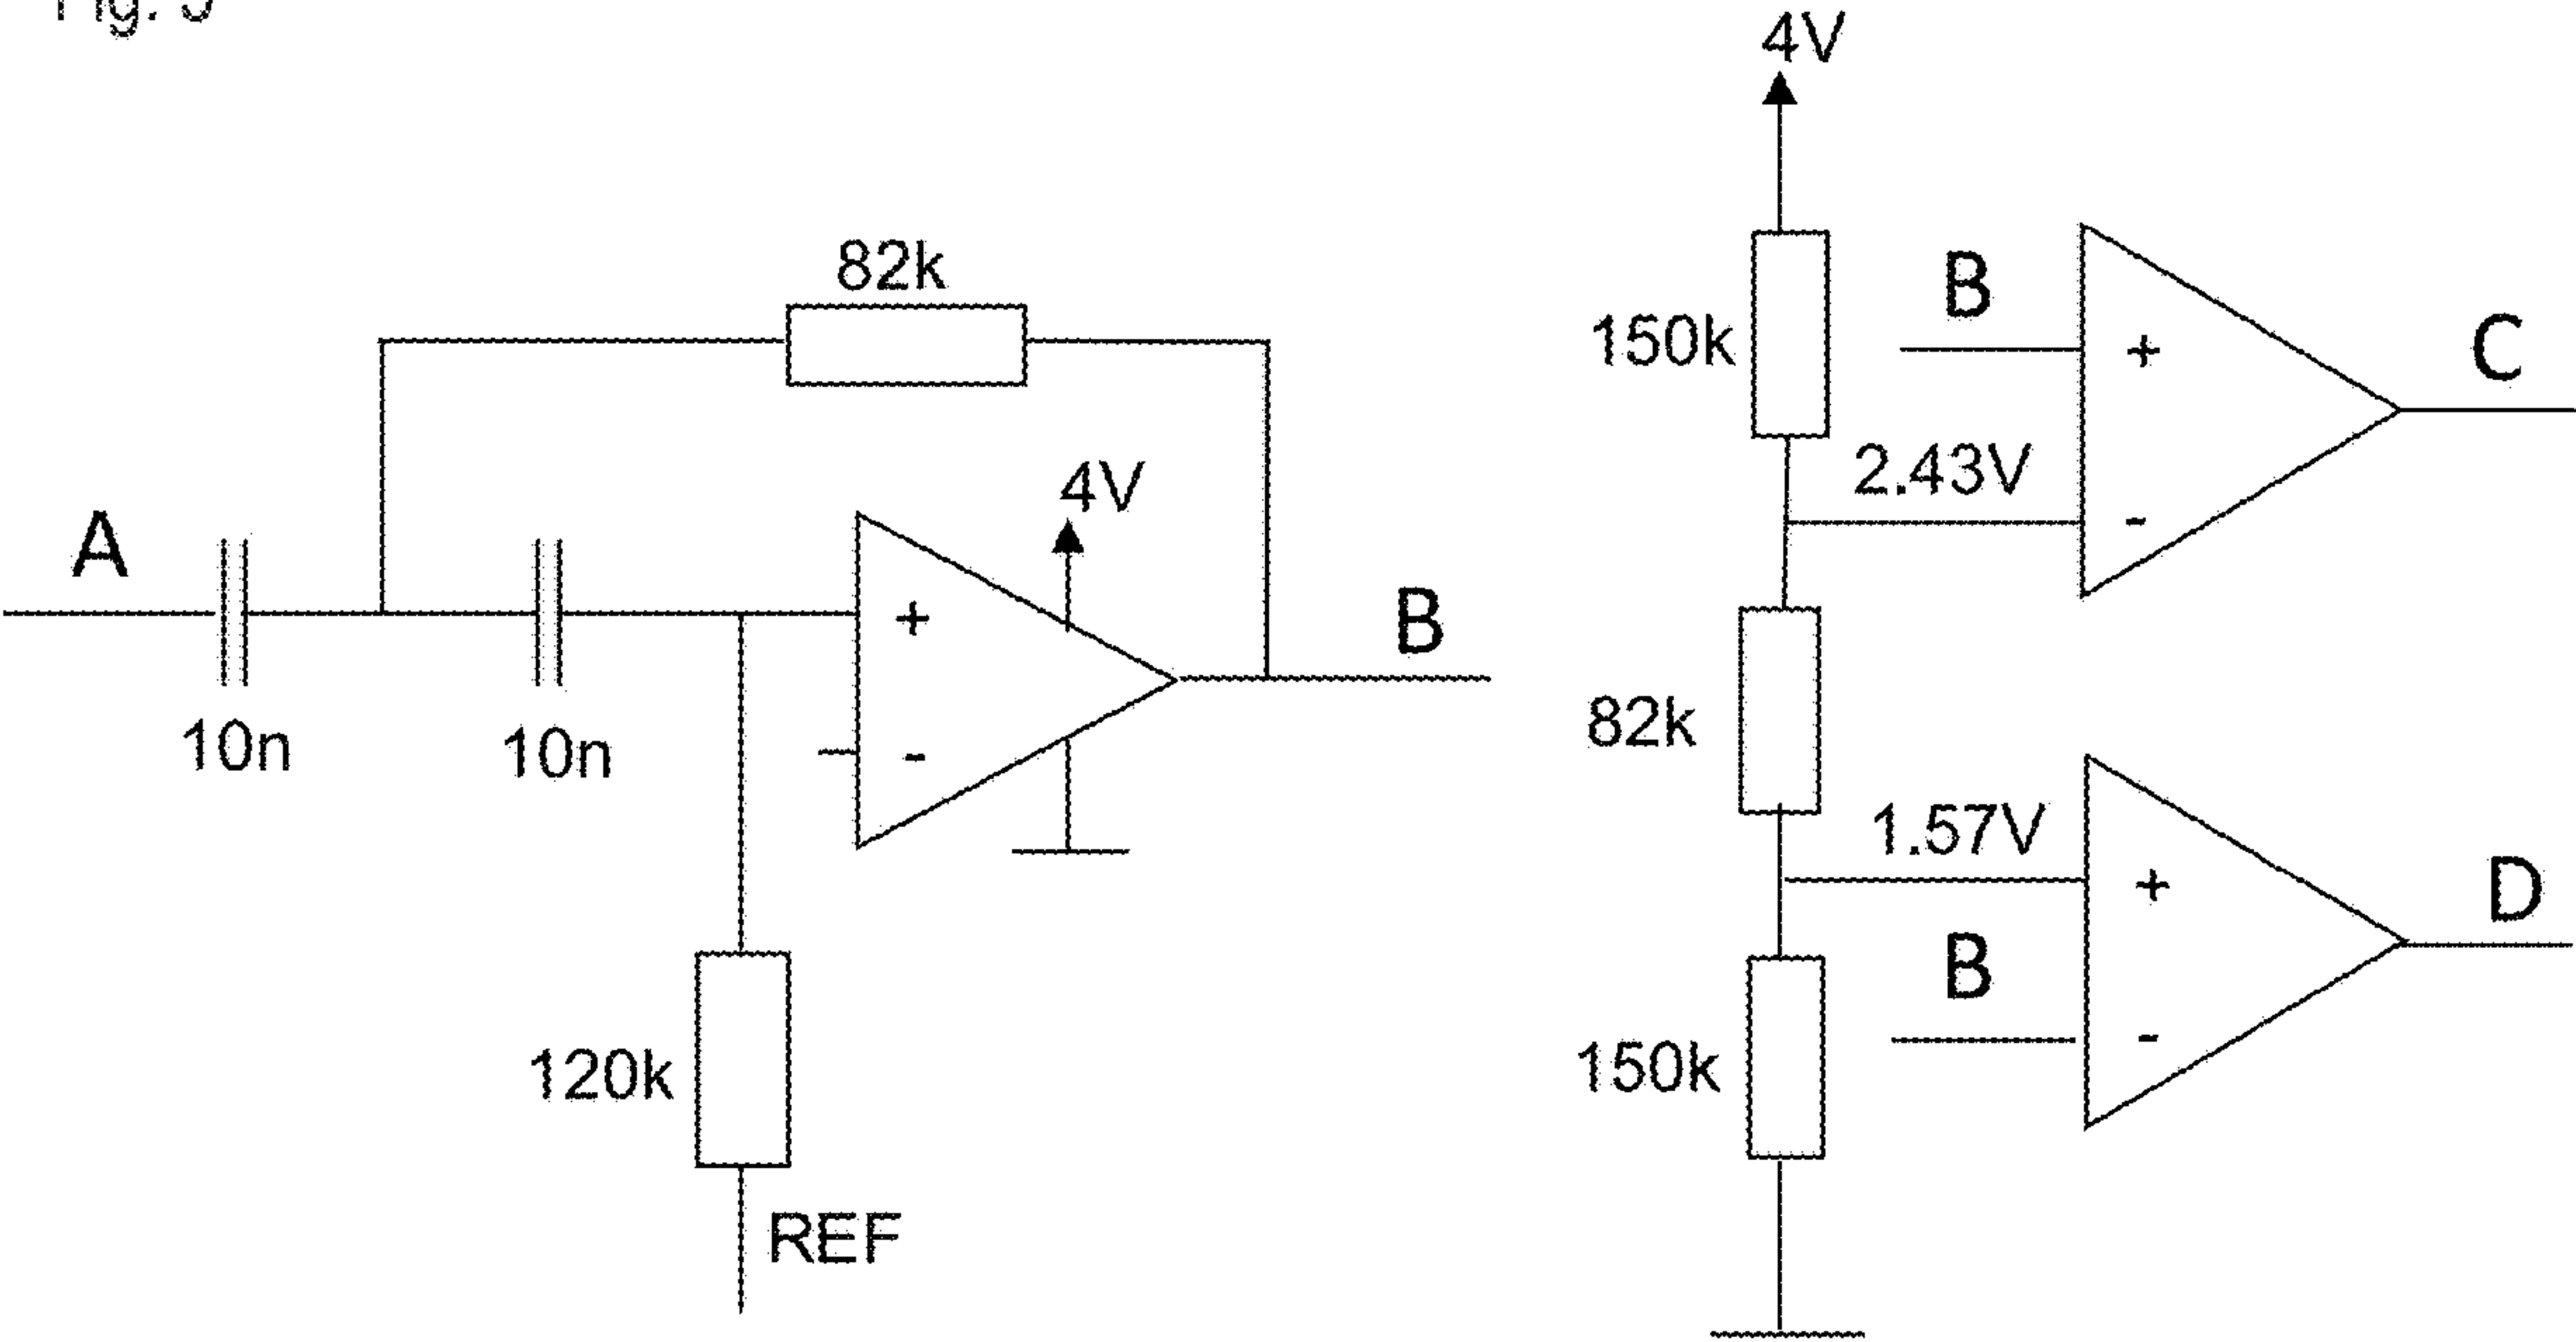 4V
82k
150k
B
+
C
4V
2.43V
-
A
+
B
10n
10n
-
82k
1.57V
+
D
B
-
120k
150k
REF